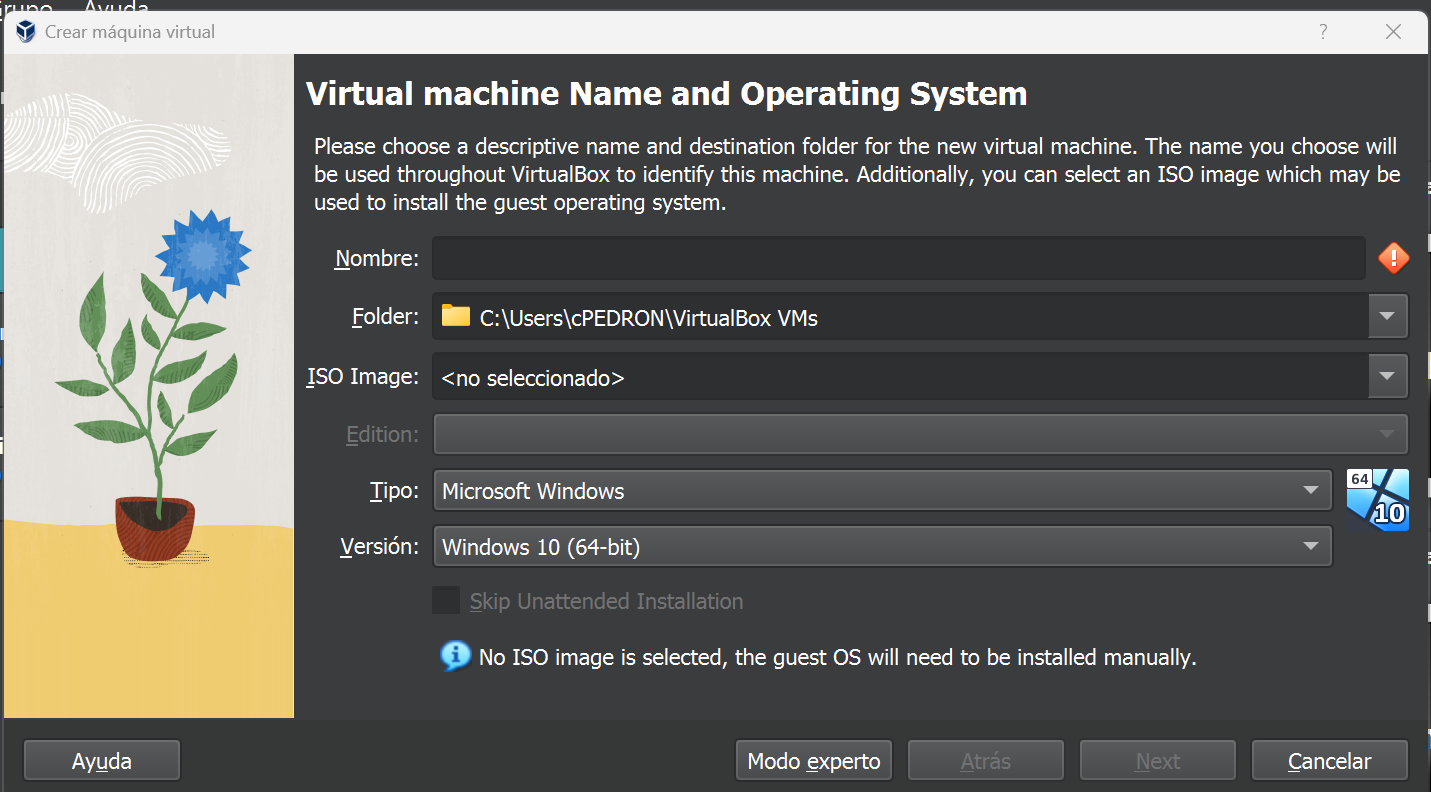 Grupo Ayuda
Crear máquina virtual
?
Virtual machine Name and Operating System
Please choose a descriptive name and destination folder for the new virtual machine. The name you choose will
be used throughout VirtualBox to identify this machine. Additionally, you can select an ISO image which may be
used to install the guest operating system.
Nombre:
!
Folder: C:\Users\cPEDRON\VirtualBox VMs
ISO Image: <no seleccionado>
Edition:
Tipo: Microsoft Windows
64
10
Versión: Windows 10 (64-bit)
Skip Unattended Installation
i No ISO image is selected, the guest OS will need to be installed manually.
Ayuda Modo experto Atrás Next Cancelar